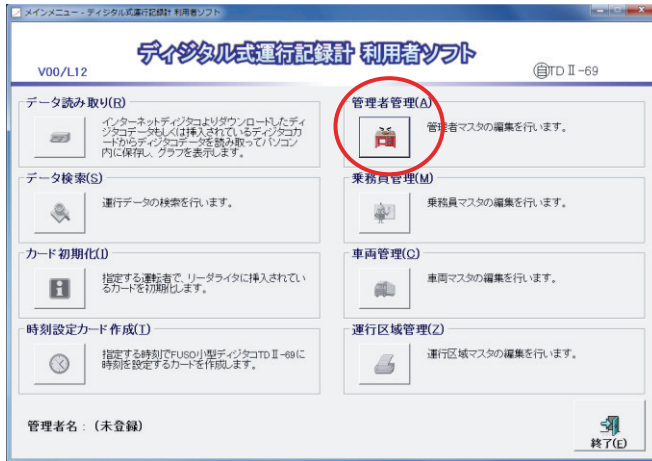 メインメニュー - ディジタル式運行記録計 利用者ソフト
ディジタル式運行記録計 利用者ソフト
V00/L12
自TDⅡ-69
データ読み取り(R)
インターネットディジタコよりダウンロードしたディ
ジタコデータもしくは挿入されているディジタコカ
ードからディジタコデータを読み取ってパソコン
内に保存し、グラフを表示します。
データ検索(S)
運行データの検索を行います。
カード初期化(I)
指定する運転者で、リーダライタに挿入されてい
るカードを初期化します。
時刻設定カード作成(T)
指定する時刻でFUSO小型ディジタコTDⅡ-69に
時刻を設定するカードを作成します。
管理者管理(A)
管理者マスタの編集を行います。
乗務員管理(M)
乗務員マスタの編集を行います。
車両管理(C)
車両マスタの編集を行います。
運行区域管理(Z)
運行区域マスタの編集を行います。
管理者名 : (未登録)
終了(E)